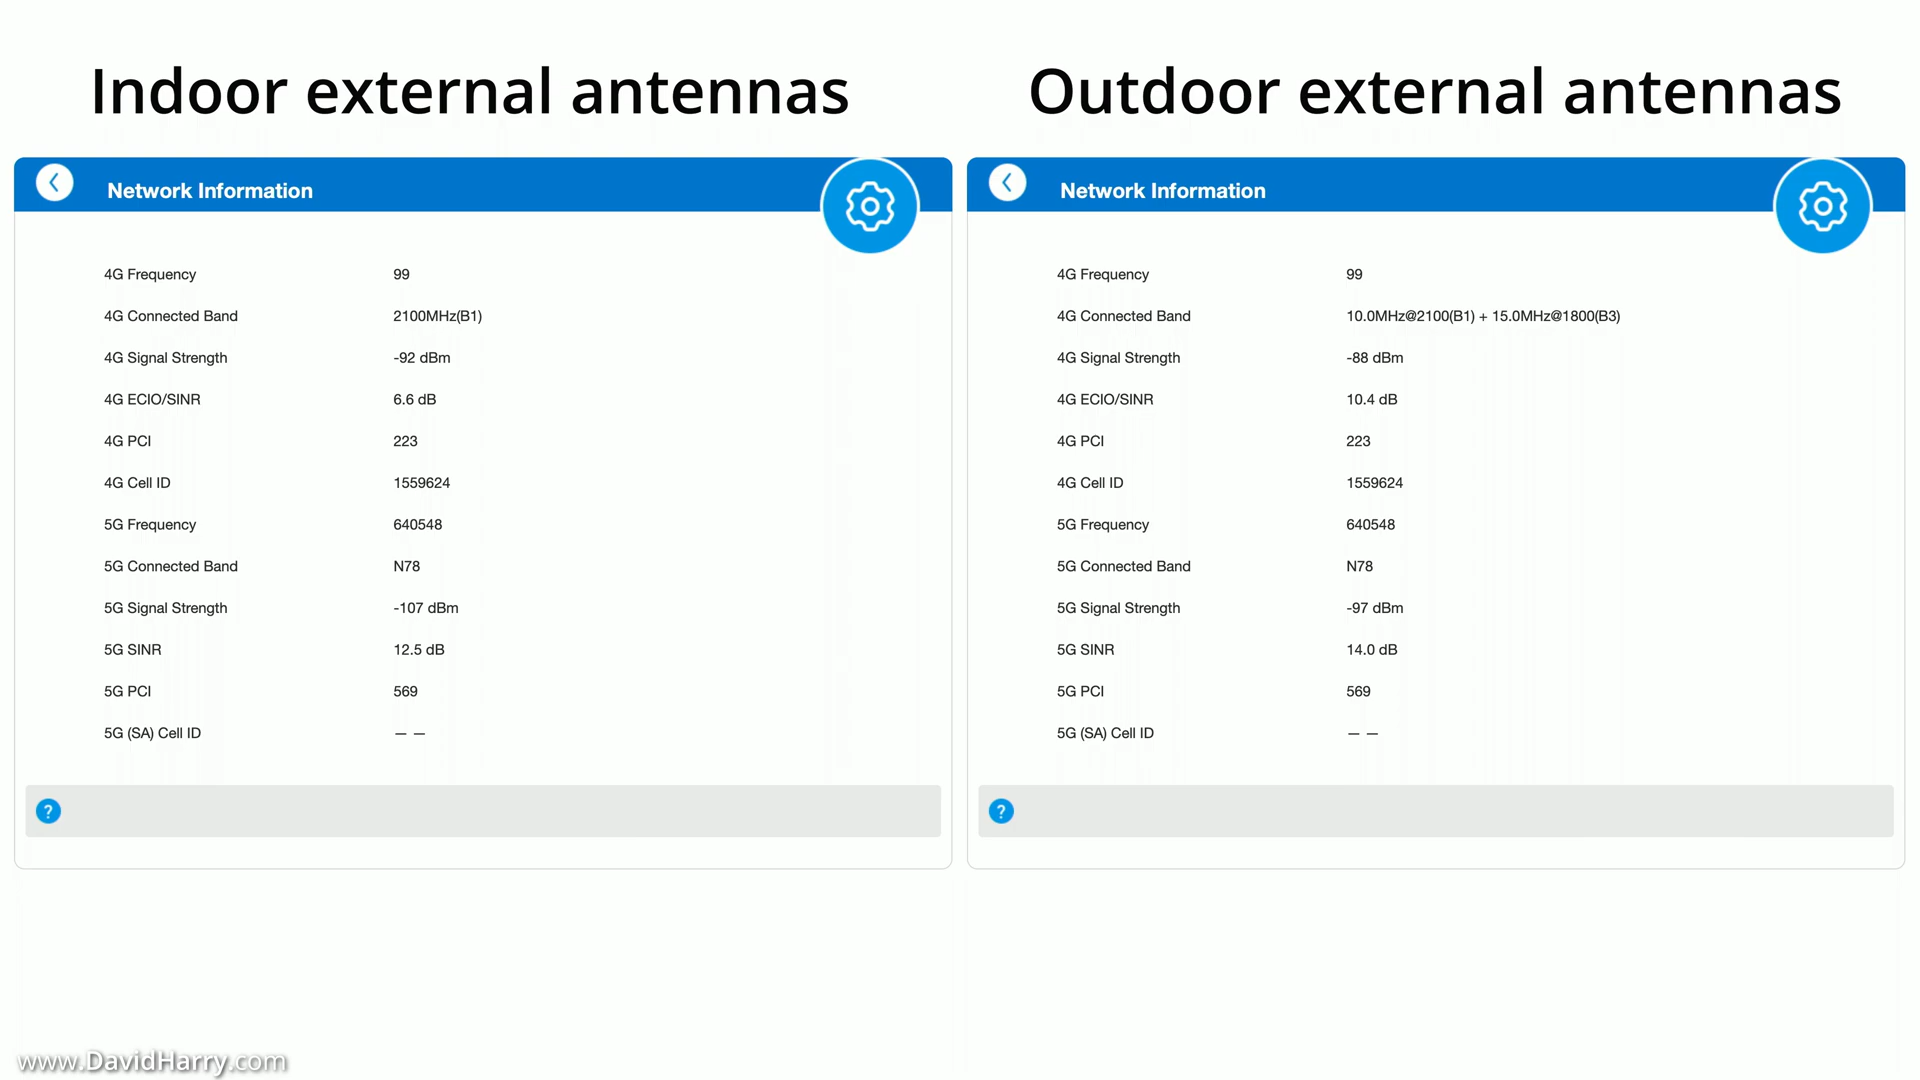 Indoor external antennas
Network Information
4G Frequency 99
4G Connected Band 2100MHz(B1)
4G Signal Strength -92 dBm
4G ECIO/SINR 6.6 dB
4G PCI 223
4G Cell ID 1559624
5G Frequency 640548
5G Connected Band N78
5G Signal Strength -107 dBm
5G SINR 12.5 dB
5G PCI 569
5G (SA) Cell ID — —
?
Outdoor external antennas
Network Information
4G Frequency 99
4G Connected Band 10.0MHz@2100(B1) + 15.0MHz@1800(B3)
4G Signal Strength -88 dBm
4G ECIO/SINR 10.4 dB
4G PCI 223
4G Cell ID 1559624
5G Frequency 640548
5G Connected Band N78
5G Signal Strength -97 dBm
5G SINR 14.0 dB
5G PCI 569
5G (SA) Cell ID — —
?
www.DavidHarry.com